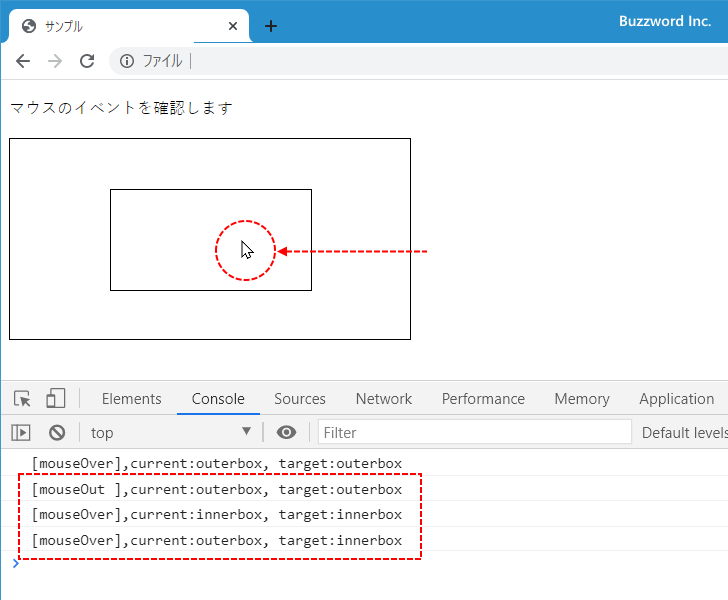 サンプル
Buzzword Inc.
ファイル
マウスのイベントを確認します
Elements Console Sources Network Performance Memory Application
top Filter Default levels
[mouseOver],current:outerbox, target:outerbox
[mouseOut ],current:outerbox, target:outerbox
[mouseOver],current:innerbox, target:innerbox
[mouseOver],current:outerbox, target:innerbox